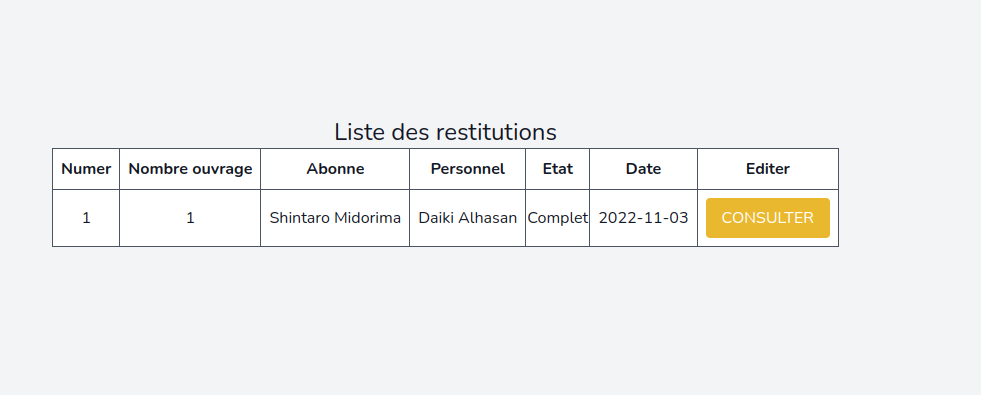 Liste des restitutions
Numer Nombre ouvrage Abonne Personnel Etat Date Editer
1 1 Shintaro Midorima Daiki Alhasan Complet 2022-11-03 CONSULTER